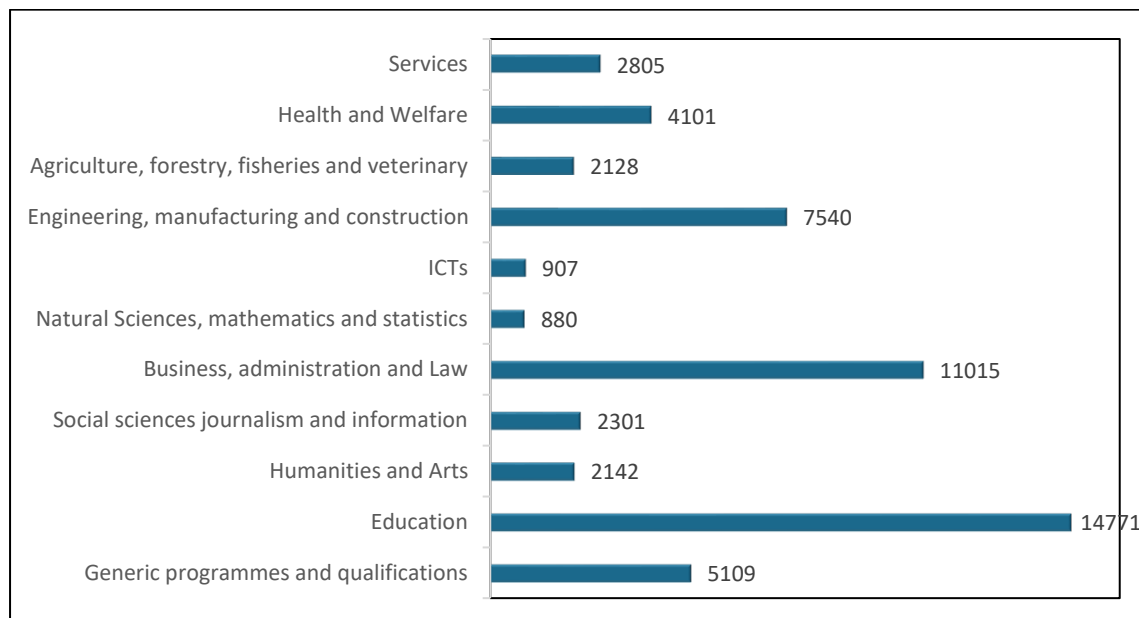 Services 2805
Health and Welfare 4101
Agriculture, forestry, fisheries and veterinary 2128
Engineering, manufacturing and construction 7540
ICTs 907
Natural Sciences, mathematics and statistics 880
Business, administration and Law 11015
Social sciences journalism and information 2301
Humanities and Arts 2142
Education 14771
Generic programmes and qualifications 5109